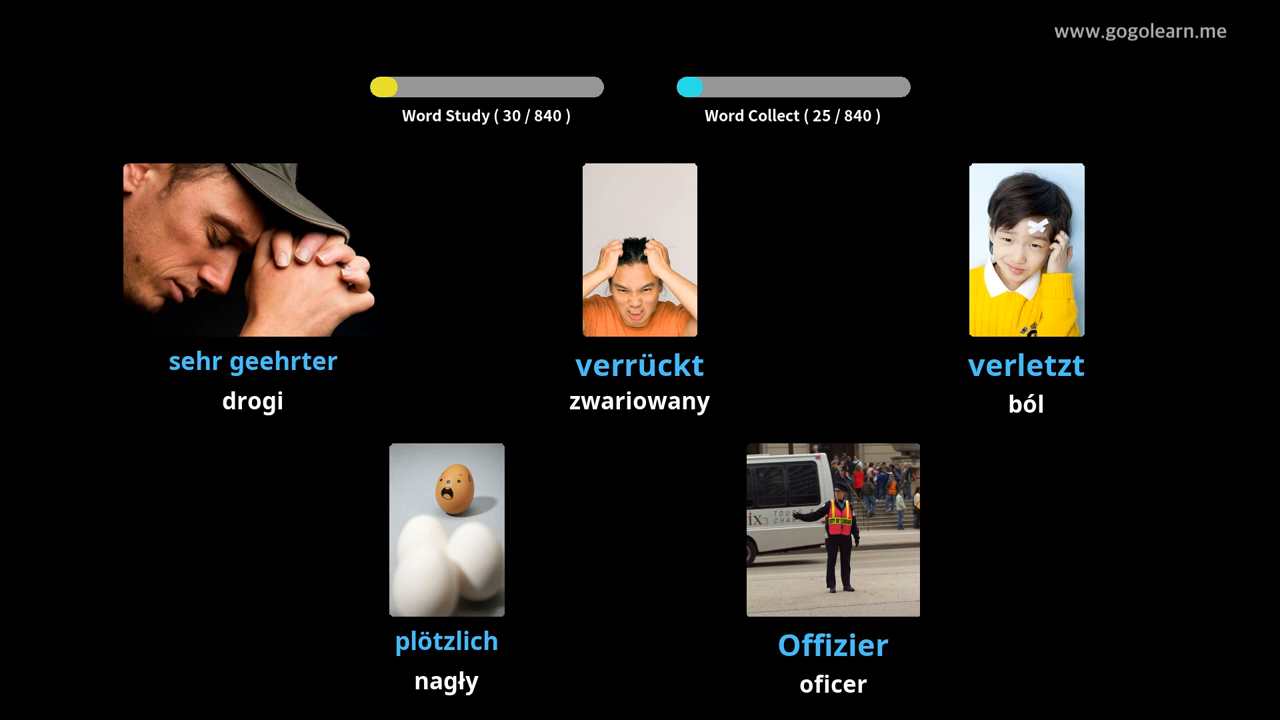 www.gogolearn.me
Word Study ( 30 / 840 )
Word Collect ( 25 / 840 )
sehr geehrter
drogi
verrückt
zwariowany
verletzt
ból
plötzlich
nagły
Offizier
oficer